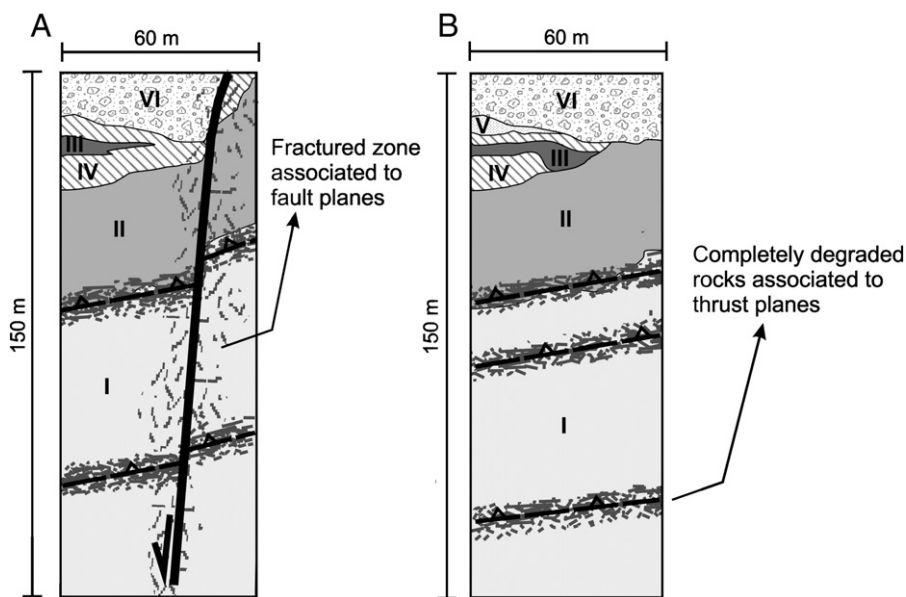 A
60 m
150 m
VI
III
IV
II
I
Fractured zone
associated to
fault planes
B
60 m
150 m
VI
V
III
IV
II
I
Completely degraded
rocks associated to
thrust planes